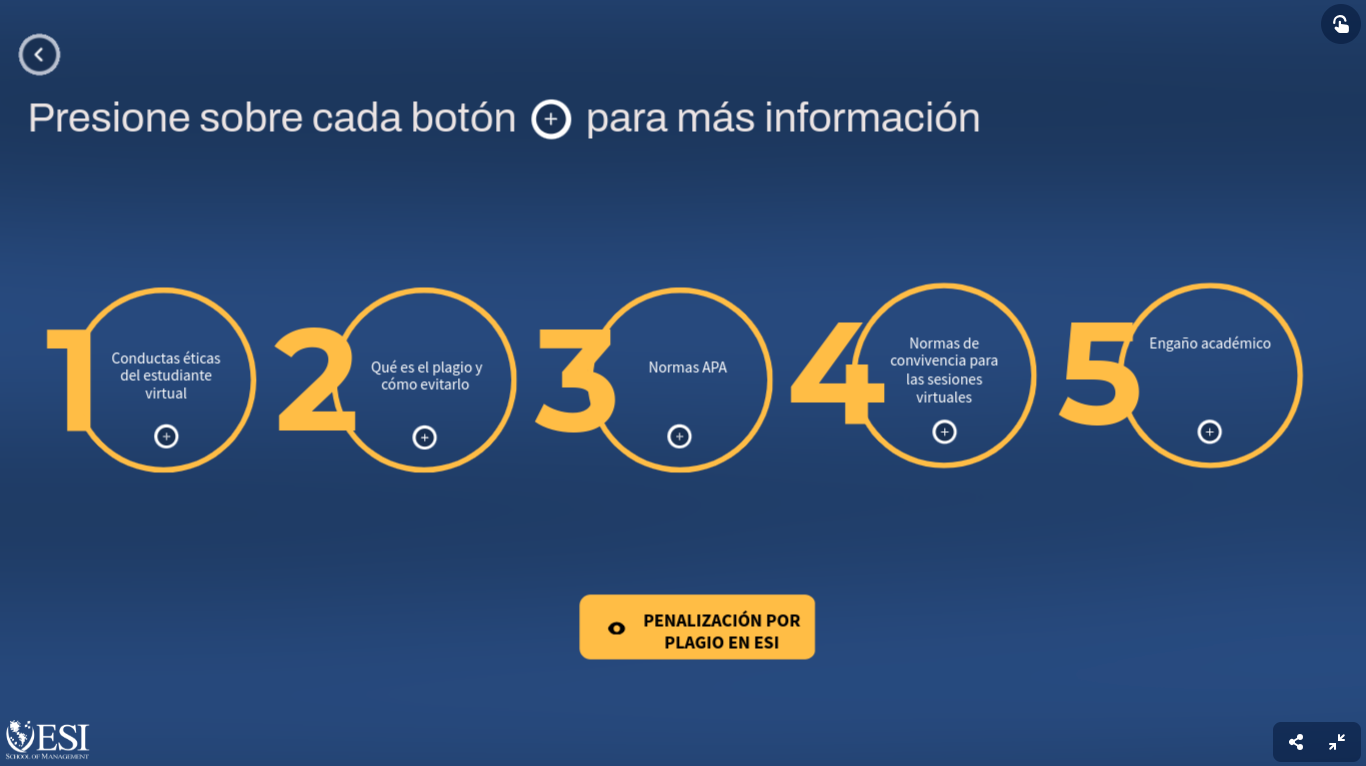 Presione sobre cada botón + para más información
1
Conductas éticas
del estudiante
virtual
+
2
Qué es el plagio y
cómo evitarlo
+
3
Normas APA
+
4
Normas de
convivencia para
las sesiones
virtuales
+
5
Engaño académico
+
PENALIZACIÓN POR
PLAGIO EN ESI
ESI
SCHOOL OF MANAGEMENT